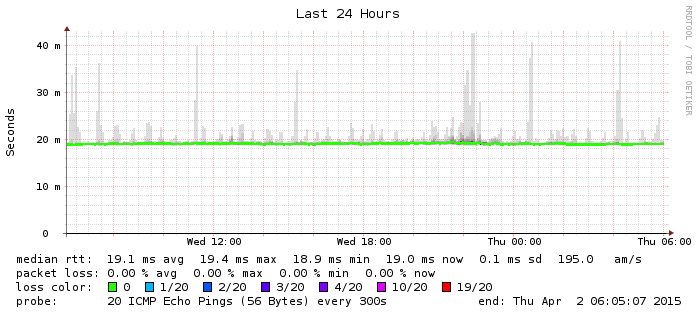 Last 24 Hours
RRDTOOL / TOBI OETIKER
Seconds
40 m
30 m
20 m
10 m
0
Wed 12:00 Wed 18:00 Thu 00:00 Thu 06:00
median rtt: 19.1 ms avg 19.4 ms max 18.9 ms min 19.0 ms now 0.1 ms sd 195.0 am/s
packet loss: 0.00 % avg 0.00 % max 0.00 % min 0.00 % now
loss color: 0 1/20 2/20 3/20 4/20 10/20 19/20
probe: 20 ICMP Echo Pings (56 Bytes) every 300s end: Thu Apr 2 06:05:07 2015